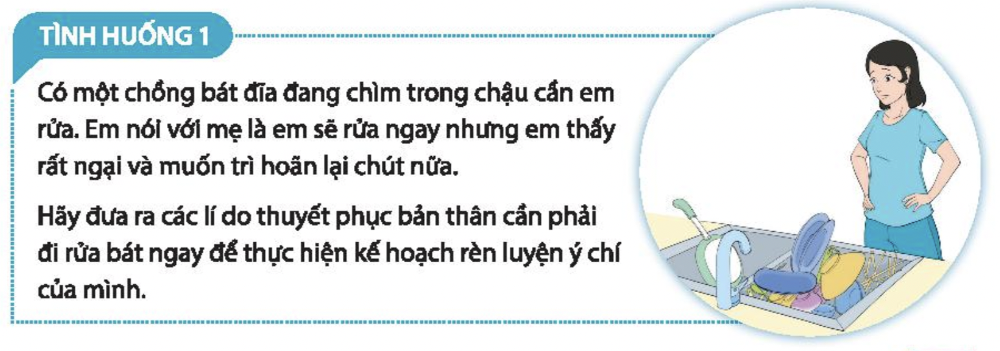 TÌNH HUỐNG 1
Có một chồng bát đĩa đang chìm trong chậu cần em
rửa. Em nói với mẹ là em sẽ rửa ngay nhưng em thấy
rất ngại và muốn trì hoãn lại chút nữa.
Hãy đưa ra các lí do thuyết phục bản thân cần phải
đi rửa bát ngay để thực hiện kế hoạch rèn luyện ý chí
của mình.